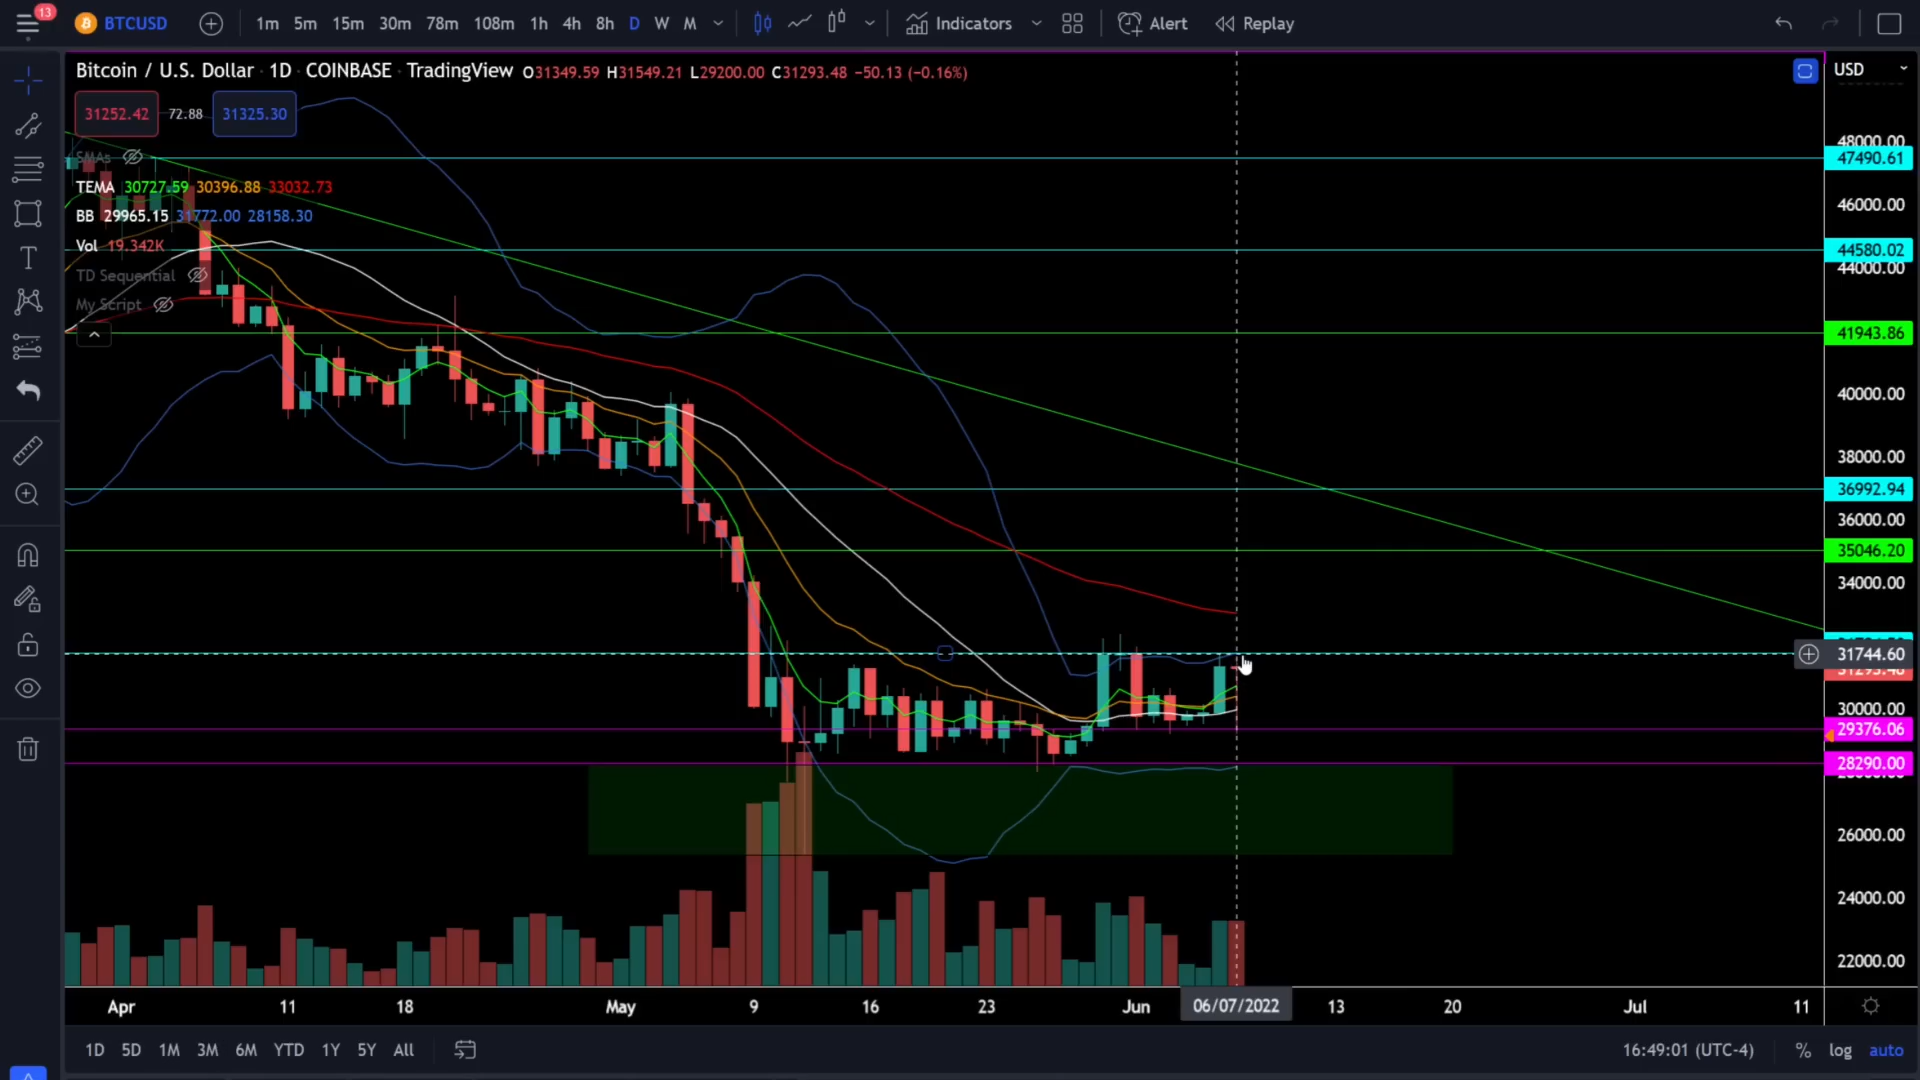 13
BTCUSD 1m 5m 15m 30m 78m 108m 1h 4h 8h D W M Indicators Alert Replay
Bitcoin / U.S. Dollar · 1D · COINBASE · TradingView O31349.59 H31549.21 L29200.00 C31293.48 −50.13 (−0.16%)
USD
31252.42 72.88 31325.30
SMAs
TEMA 30727.59 30396.88 33032.73
BB 29965.15 31772.00 28158.30
Vol 19.342K
TD Sequential
My Script
48000.00
47490.61
46000.00
44580.02
44000.00
41943.86
40000.00
38000.00
36992.94
36000.00
35046.20
34000.00
31744.60
31293.48
30000.00
29376.06
28290.00
26000.00
24000.00
22000.00
Apr 11 18 May 9 16 23 Jun 06/07/2022 13 20 Jul 11
1D 5D 1M 3M 6M YTD 1Y 5Y All 16:49:01 (UTC-4) % log auto